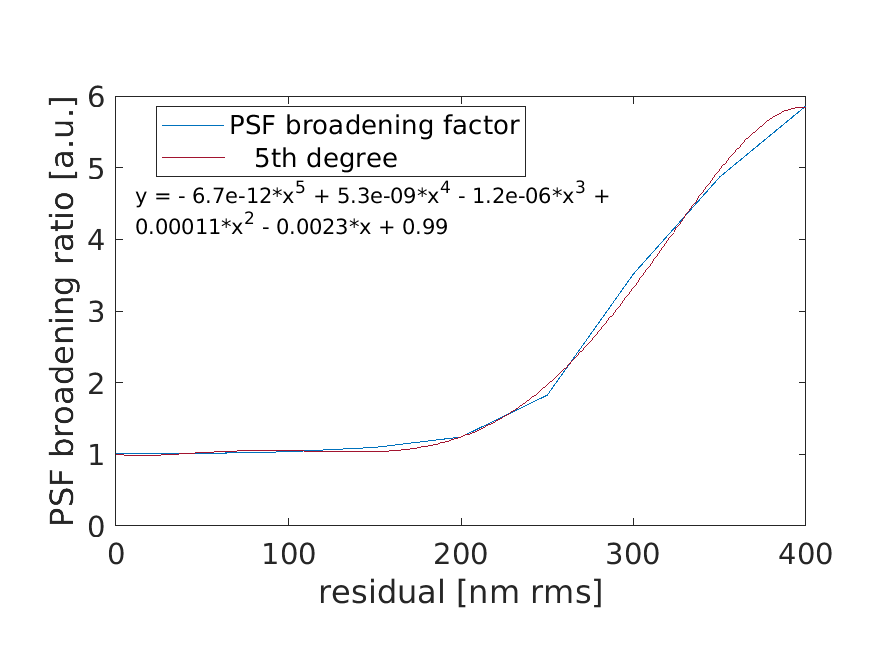 PSF broadening factor
5th degree
y = - 6.7e-12*x^5 + 5.3e-09*x^4 - 1.2e-06*x^3 +
0.00011*x^2 - 0.0023*x + 0.99
PSF broadening ratio [a.u.]
6
5
4
3
2
1
0
0 100 200 300 400
residual [nm rms]